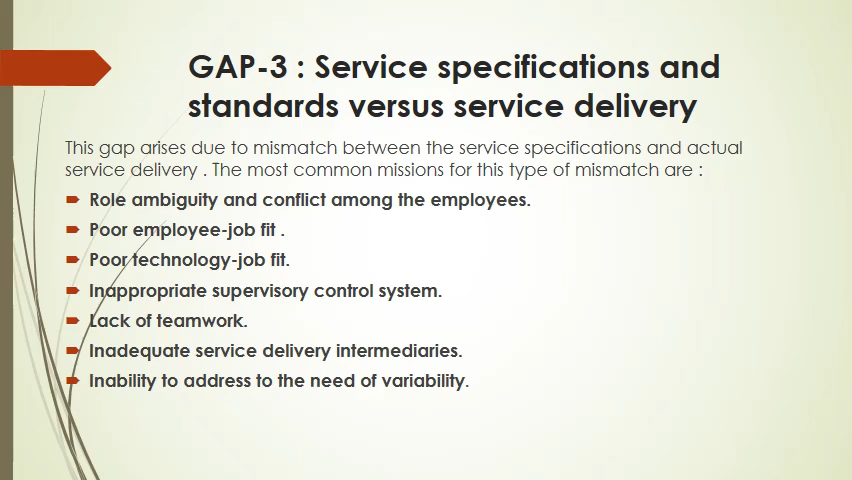 GAP-3 : Service specifications and
standards versus service delivery
This gap arises due to mismatch between the service specifications and actual
service delivery . The most common missions for this type of mismatch are :
Role ambiguity and conflict among the employees.
Poor employee-job fit .
Poor technology-job fit.
Inappropriate supervisory control system.
Lack of teamwork.
Inadequate service delivery intermediaries.
Inability to address to the need of variability.